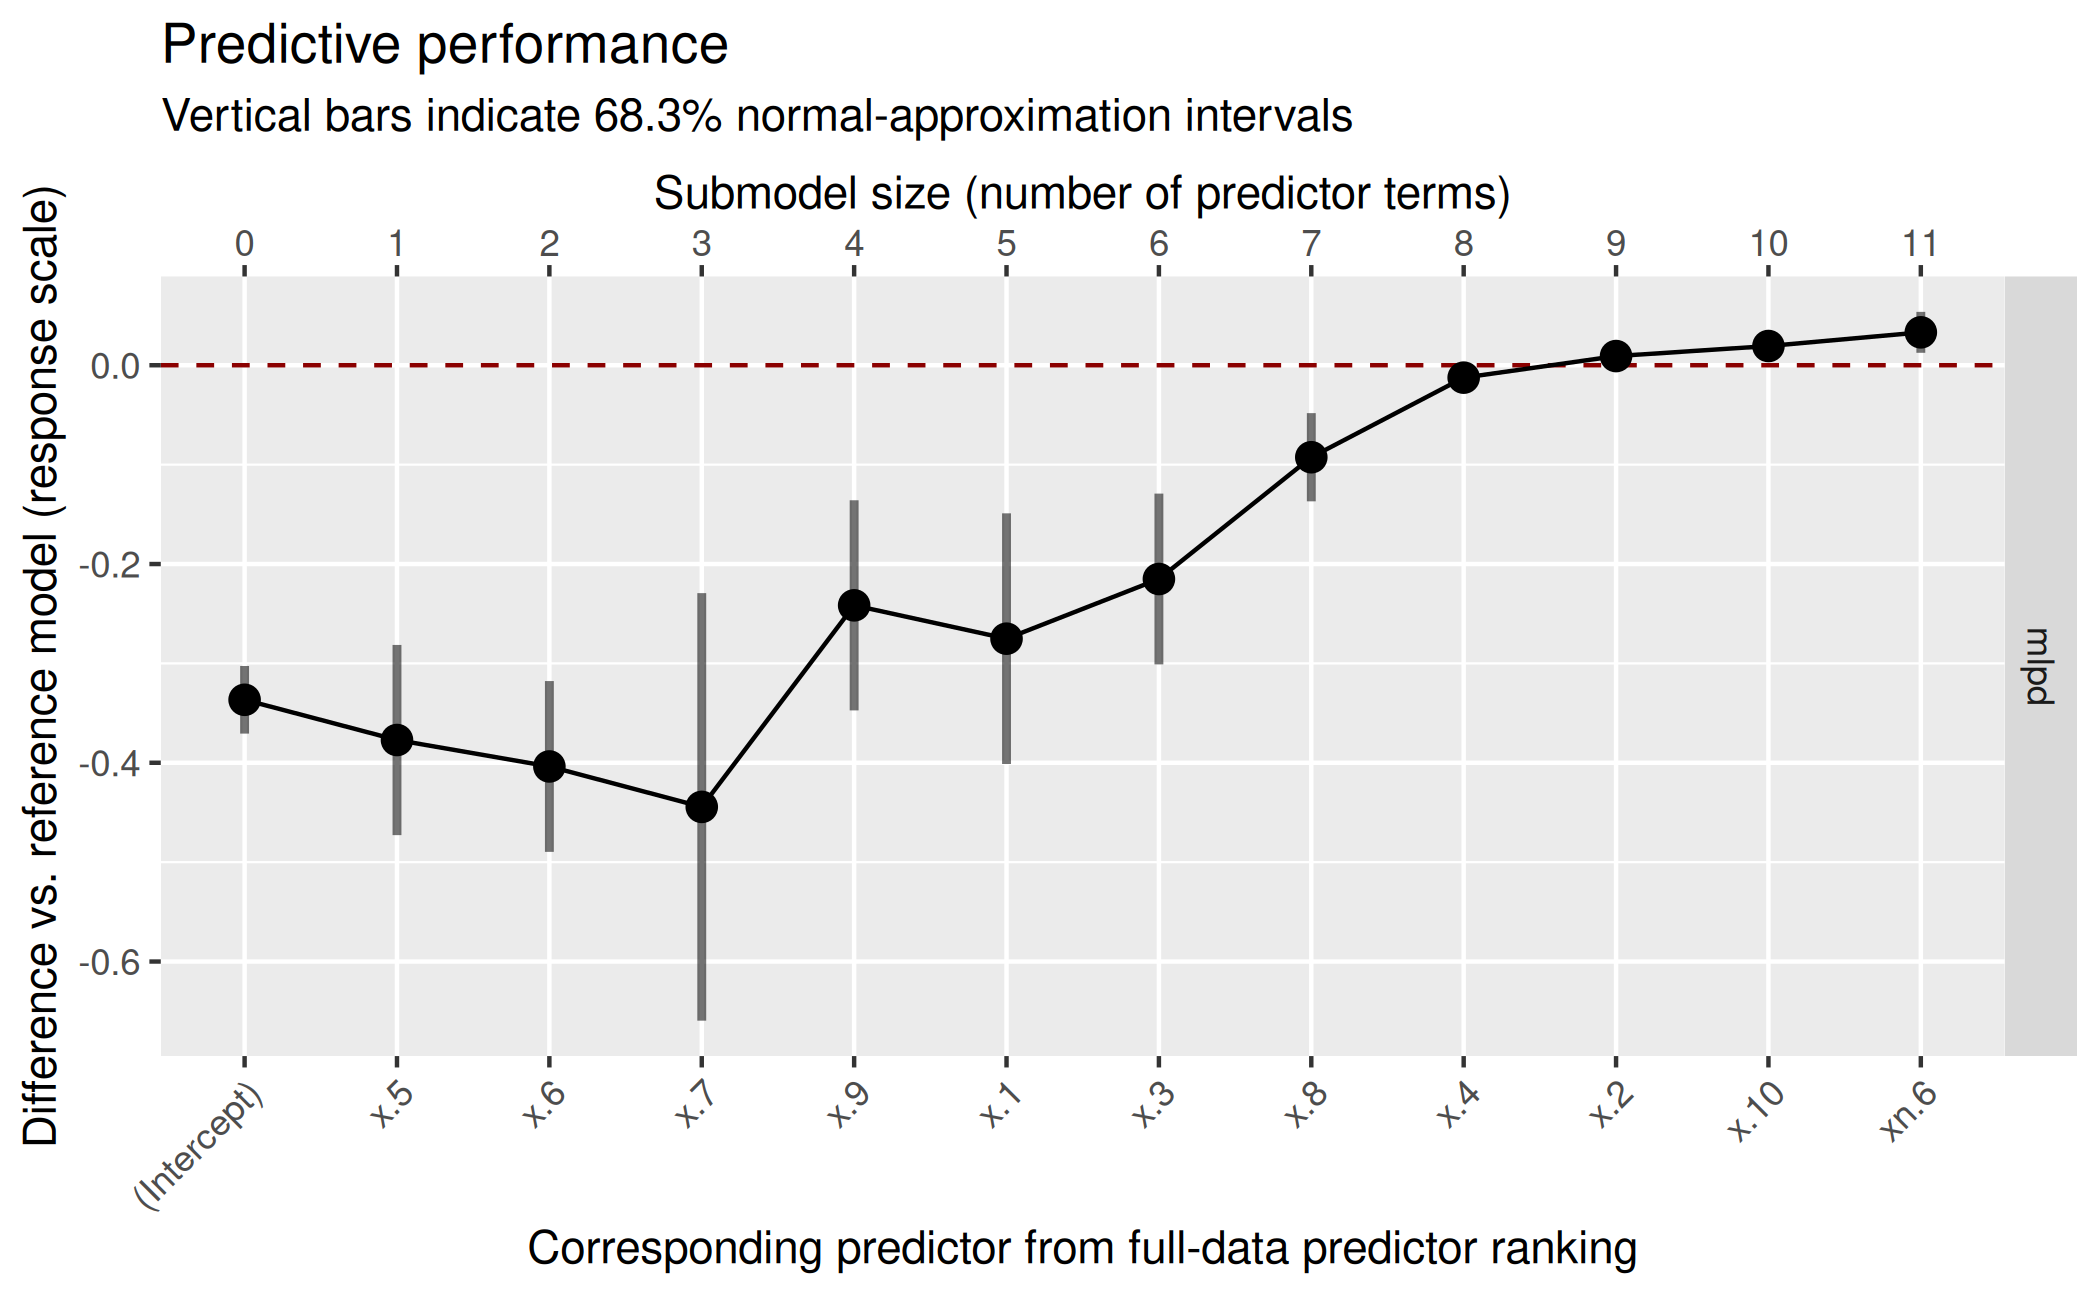 Predictive performance
Vertical bars indicate 68.3% normal-approximation intervals
Submodel size (number of predictor terms)
0 1 2 3 4 5 6 7 8 9 10 11
Difference vs. reference model (response scale)
0.0
-0.2
-0.4
-0.6
mlpd
(Intercept) x.5 x.6 x.7 x.9 x.1 x.3 x.8 x.4 x.2 x.10 xn.6
Corresponding predictor from full-data predictor ranking